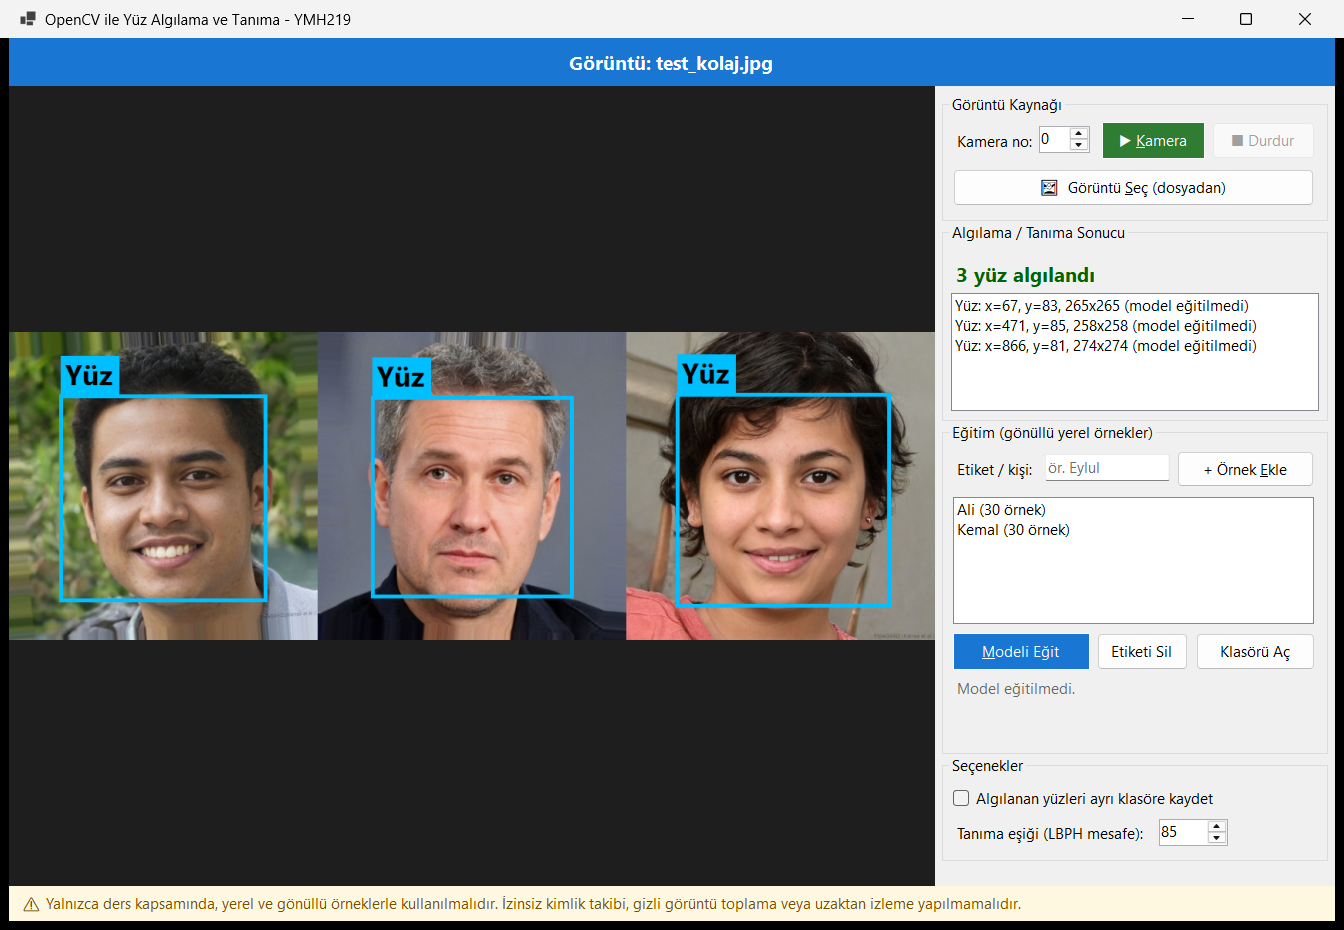 OpenCV ile Yüz Algılama ve Tanıma - YMH219
Görüntü: test_kolaj.jpg
Yüz
Yüz
Yüz
Görüntü Kaynağı
Kamera no: 0 ▶ Kamera ■ Durdur
Görüntü Seç (dosyadan)
Algılama / Tanıma Sonucu
3 yüz algılandı
Yüz: x=67, y=83, 265x265 (model eğitilmedi)
Yüz: x=471, y=85, 258x258 (model eğitilmedi)
Yüz: x=866, y=81, 274x274 (model eğitilmedi)
Eğitim (gönüllü yerel örnekler)
Etiket / kişi: ör. Eylul + Örnek Ekle
Ali (30 örnek)
Kemal (30 örnek)
Modeli Eğit Etiketi Sil Klasörü Aç
Model eğitilmedi.
Seçenekler
Algılanan yüzleri ayrı klasöre kaydet
Tanıma eşiği (LBPH mesafe): 85
⚠ Yalnızca ders kapsamında, yerel ve gönüllü örneklerle kullanılmalıdır. İzinsiz kimlik takibi, gizli görüntü toplama veya uzaktan izleme yapılmamalıdır.